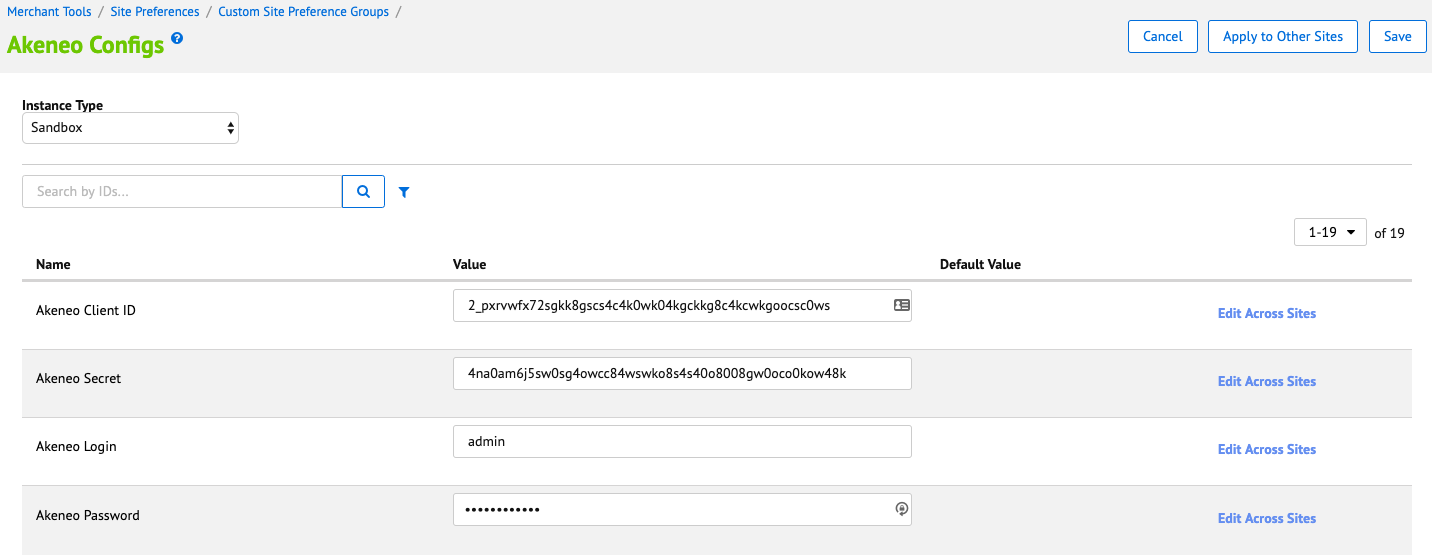 Merchant Tools / Site Preferences / Custom Site Preference Groups /
Akeneo Configs ?
Cancel Apply to Other Sites Save
Instance Type
Sandbox
Search by IDs...
1-19 of 19
Name Value Default Value
Akeneo Client ID 2_pxrvwfx72sgkk8gscs4c4k0wk04kgckkg8c4kcwkgoocsc0ws Edit Across Sites
Akeneo Secret 4na0am6j5sw0sg4owcc84wswko8s4s40o8008gw0oco0kow48k Edit Across Sites
Akeneo Login admin Edit Across Sites
Akeneo Password •••••••••••• Edit Across Sites